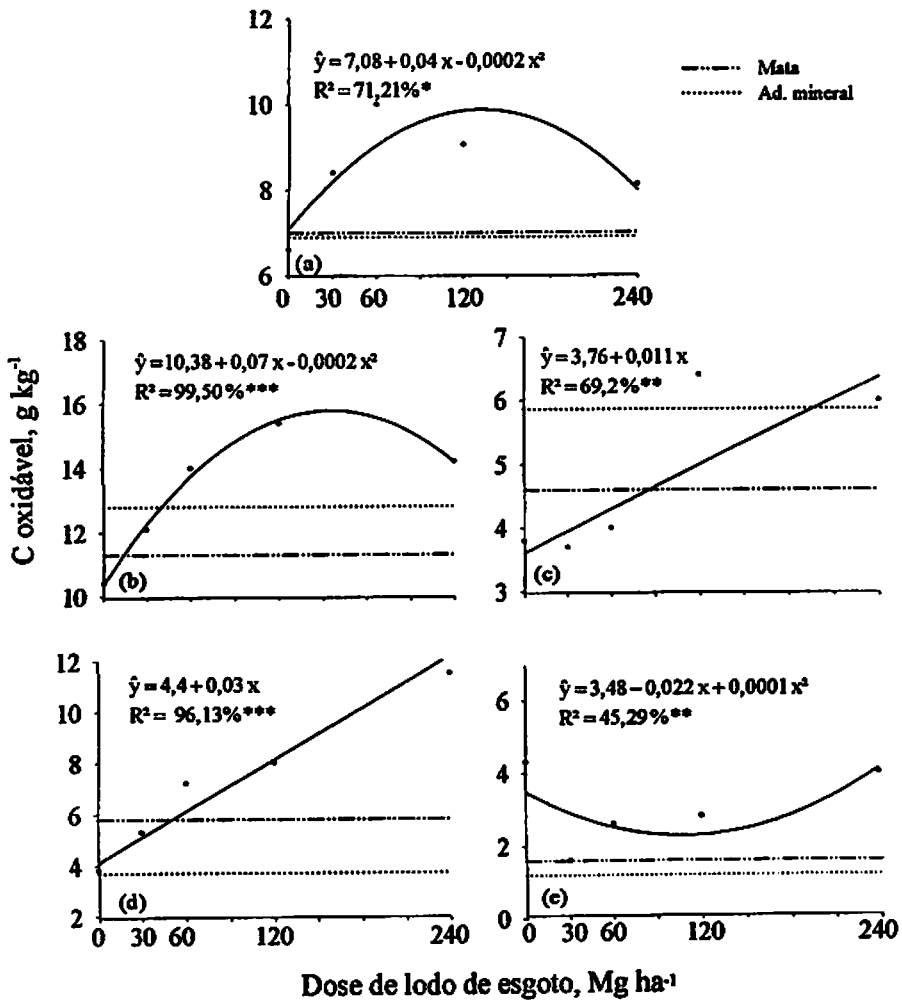 12
ŷ=7,08+0,04 x-0,0002 x²
R²=71,21%*
Mata
Ad. mineral
10
8
6
(a)
0 30 60 120 240
C oxidável, g kg⁻¹
18
ŷ=10,38+0,07 x-0,0002 x²
R²=99,50%***
16
14
12
10
(b)
7
ŷ=3,76+0,011 x
R²=69,2%**
6
5
4
3
(c)
12
ŷ=4,4+0,03 x
R²= 96,13%***
10
8
6
4
2
(d)
0 30 60 120 240
6
ŷ=3,48-0,022 x+0,0001 x²
R²=45,29%**
4
2
0
(e)
0 30 60 120 240
Dose de lodo de esgoto, Mg ha⁻¹